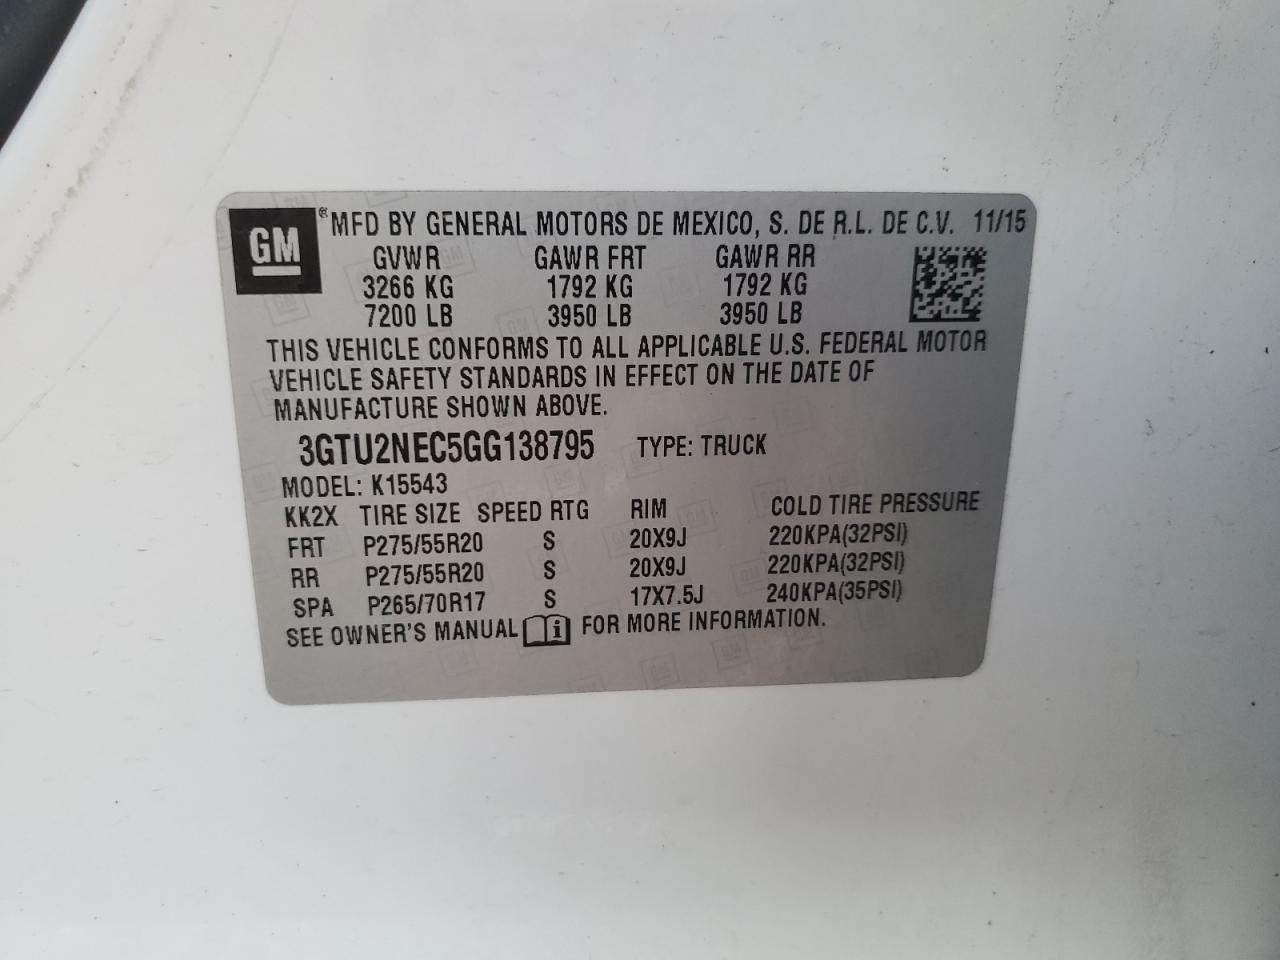 GM ® MFD BY GENERAL MOTORS DE MEXICO, S. DE R.L. DE C.V. 11/15
GVWR GAWR FRT GAWR RR
3266 KG 1792 KG 1792 KG
7200 LB 3950 LB 3950 LB
THIS VEHICLE CONFORMS TO ALL APPLICABLE U.S. FEDERAL MOTOR
VEHICLE SAFETY STANDARDS IN EFFECT ON THE DATE OF
MANUFACTURE SHOWN ABOVE.
3GTU2NEC5GG138795 TYPE: TRUCK
MODEL: K15543
KK2X TIRE SIZE SPEED RTG RIM COLD TIRE PRESSURE
FRT P275/55R20 S 20X9J 220KPA(32PSI)
RR P275/55R20 S 20X9J 220KPA(32PSI)
SPA P265/70R17 S 17X7.5J 240KPA(35PSI)
SEE OWNER'S MANUAL i FOR MORE INFORMATION.